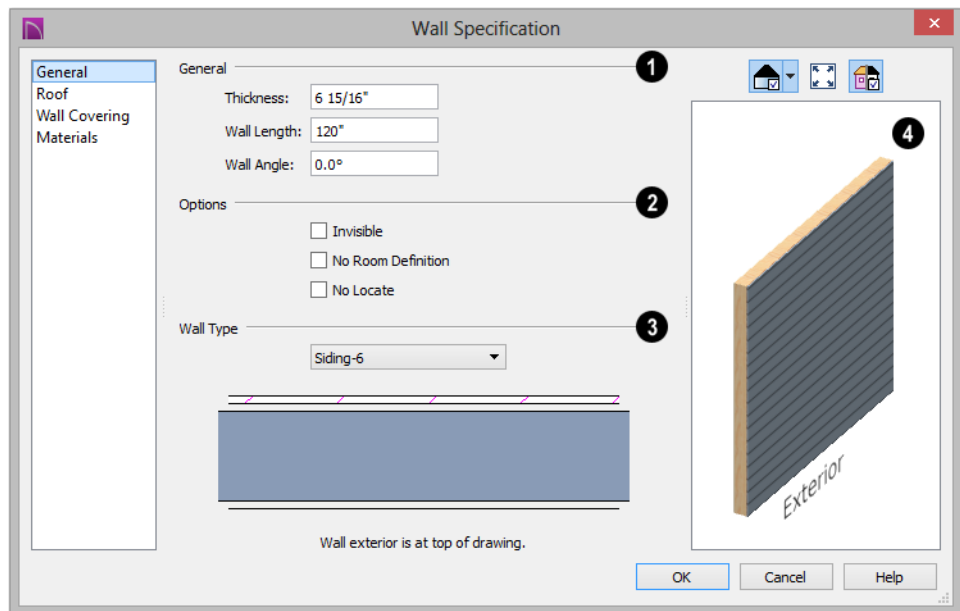 Wall Specification
General
Roof
Wall Covering
Materials
General
1
Thickness: 6 15/16"
Wall Length: 120"
Wall Angle: 0.0°
Options
2
Invisible
No Room Definition
No Locate
Wall Type
3
Siding-6
Wall exterior is at top of drawing.
4
Exterior
OK Cancel Help